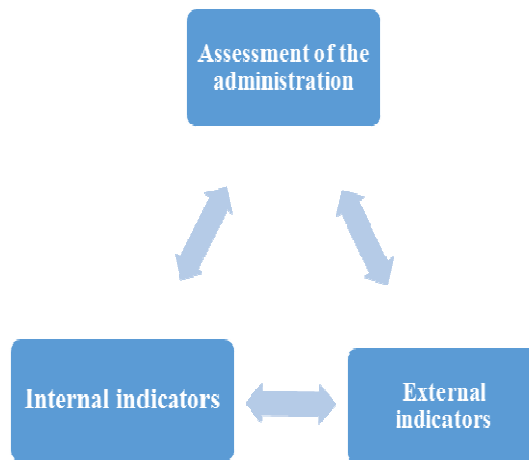 Assessment of the
administration
Internal indicators
External
indicators